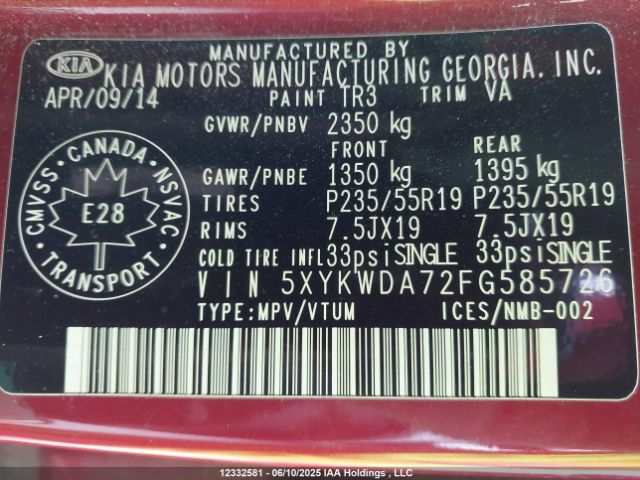 MANUFACTURED BY
KIA KIA MOTORS MANUFACTURING GEORGIA, INC.
APR/09/14 PAINT TR3 TRIM VA
GVWR/PNBV 2350 kg
FRONT REAR
GAWR/PNBE 1350 kg 1395 kg
TIRES P235/55R19 P235/55R19
RIMS 7.5JX19 7.5JX19
COLD TIRE INFL 33psiSINGLE 33psiSINGLE
VIN 5XYKWDA72FG585726
TYPE:MPV/VTUM ICES/NMB-002
CMVSS · CANADA · NSVAC
E28
TRANSPORT
12332581 - 06/10/2025 IAA Holdings , LLC